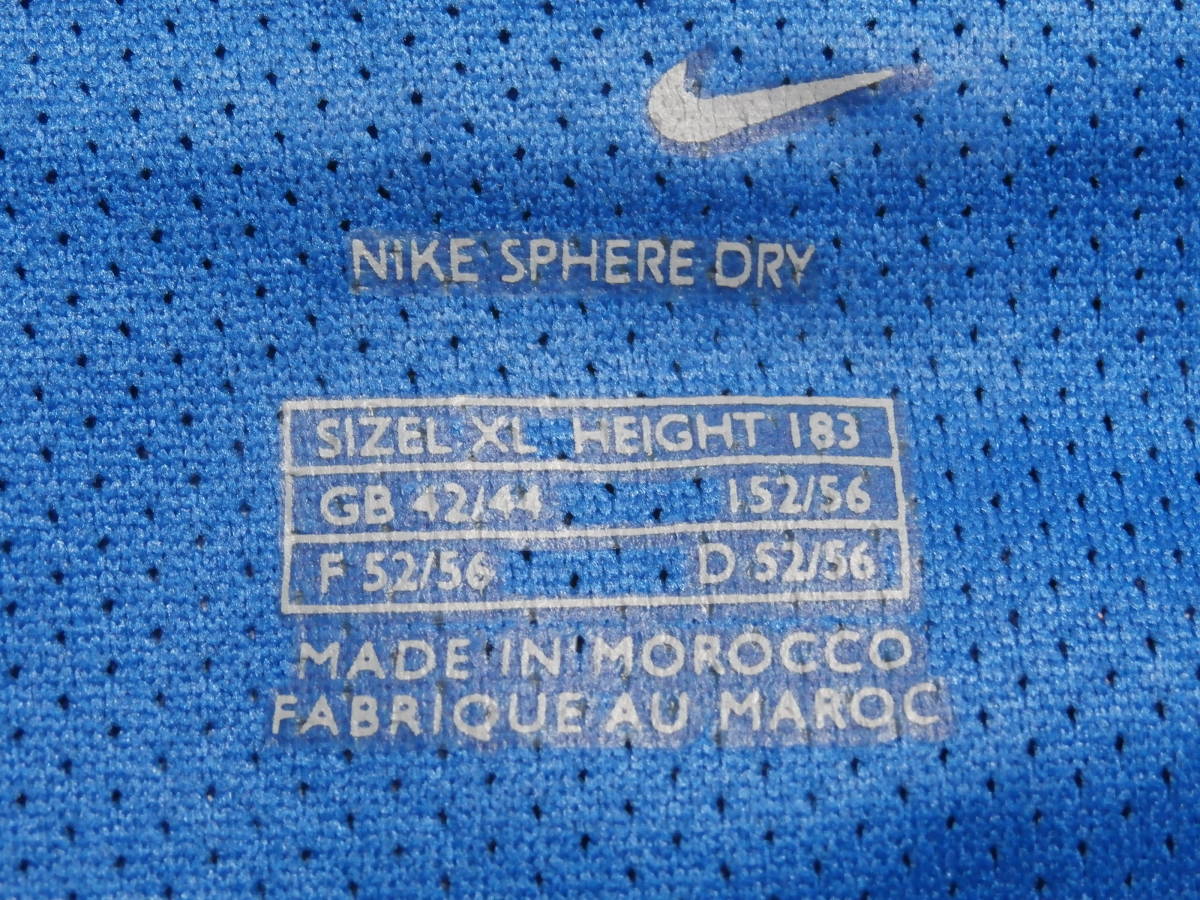 NIKE SPHERE DRY
SIZEL XL HEIGHT 183
GB 42/44 I 52/56
F 52/56 D 52/56
MADE IN MOROCCO
FABRIQUE AU MAROC